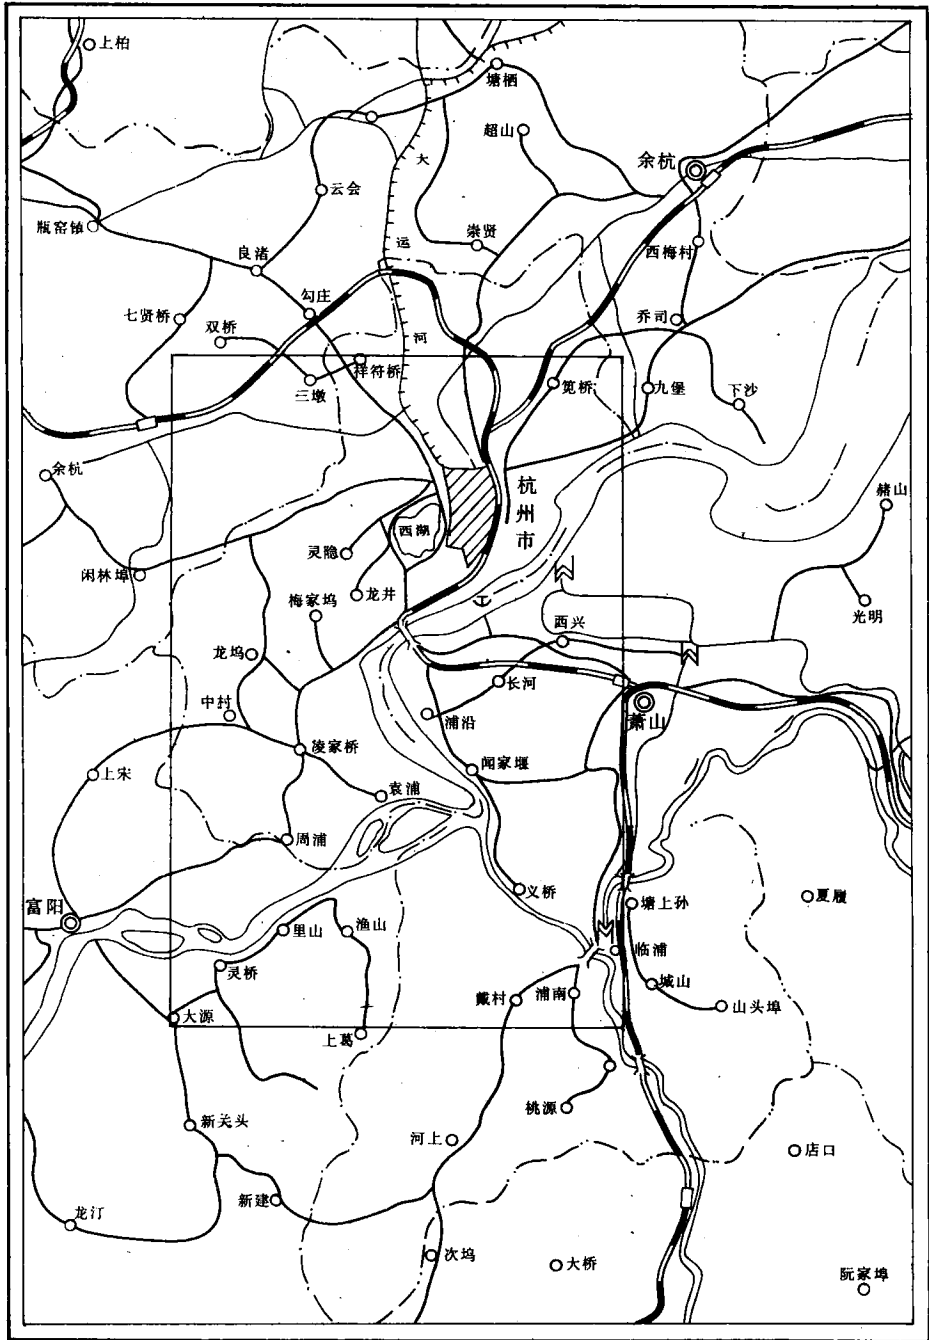 上柏
塘栖
超山
大
余杭
云会
瓶窑镇
崇贤
运
西梅村
良渚
勾庄
七贤桥
双桥
河
乔司
祥符桥
三墩
笕桥
九堡
下沙
余杭
杭
州
市
赭山
西湖
灵隐
闲林埠
梅家坞
龙井
光明
西兴
龙坞
长河
中村
浦沿
萧山
凌家桥
闻家堰
上宋
袁浦
周浦
义桥
夏履
富阳
塘上孙
里山
渔山
临浦
灵桥
城山
戴村
浦南
山头埠
大源
上葛
桃源
新关头
河上
店口
新建
龙汀
次坞
大桥
阮家埠